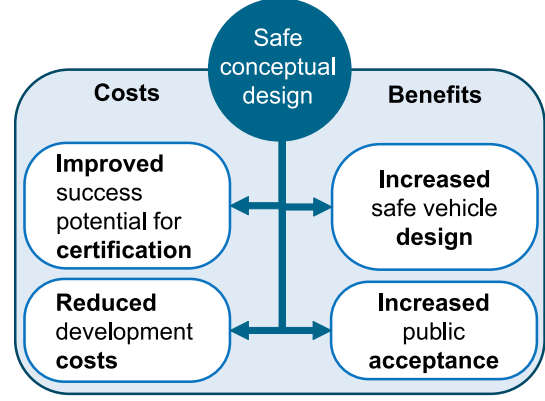 Safe
conceptual
design
Costs
Benefits
Improved
success
potential for
certification
Increased
safe vehicle
design
Reduced
development
costs
Increased
public
acceptance